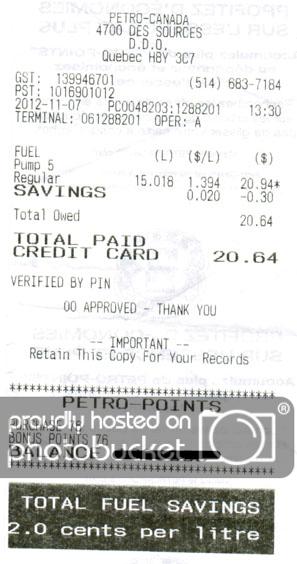 PETRO-CANADA
4700 DES SOURCES
D.D.O.
Quebec H8Y 3C7
GST: 139946701 (514) 683-7184
PST: 1016901012
2012-11-07 PC0048203:1288201 13:30
TERMINAL: 061288201 OPER: A
FUEL (L) ($/L) ($)
Pump 5
Regular 15.018 1.394 20.94*
SAVINGS 0.020 -0.30
Total Owed 20.64
TOTAL PAID
CREDIT CARD 20.64
VERIFIED BY PIN
00 APPROVED - THANK YOU
-- IMPORTANT --
Retain This Copy For Your Records
PETRO-POINTS
proudly hosted on
BONUS POINTS 76
photobucket
BALANCE
TOTAL FUEL SAVINGS
2.0 cents per litre